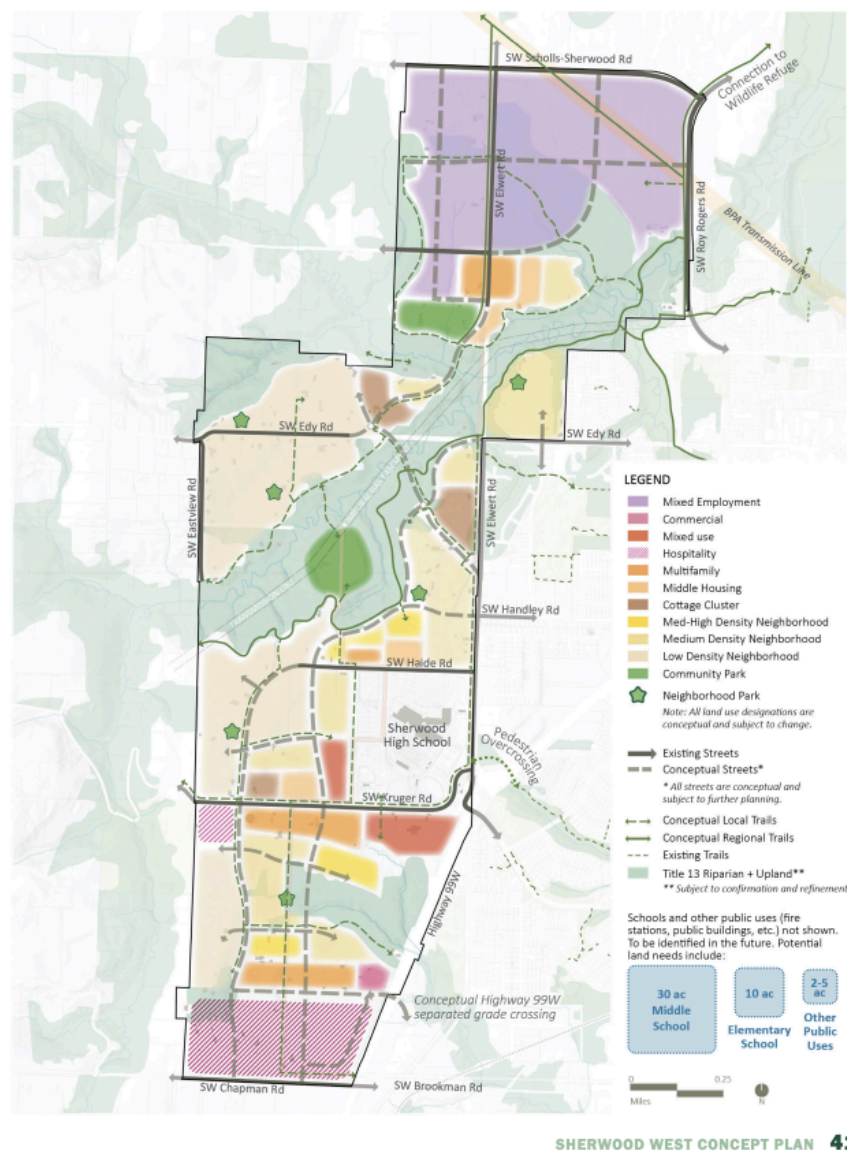 SW Scholls-Sherwood Rd
Connection to
Wildlife Refuge
SW Elwert Rd
SW Roy Rogers Rd
BPA Transmission Line
SW Edy Rd
SW Edy Rd
SW Eastview Rd
SW Elwert Rd
SW Handley Rd
SW Haide Rd
Sherwood
High School
Pedestrian
Overcrossing
SW Kruger Rd
Highway 99W
Conceptual Highway 99W
separated grade crossing
SW Chapman Rd
SW Brookman Rd
LEGEND
Mixed Employment
Commercial
Mixed use
Hospitality
Multifamily
Middle Housing
Cottage Cluster
Med-High Density Neighborhood
Medium Density Neighborhood
Low Density Neighborhood
Community Park
Neighborhood Park
Note: All land use designations are
conceptual and subject to change.
Existing Streets
Conceptual Streets*
* All streets are conceptual and
subject to further planning.
Conceptual Local Trails
Conceptual Regional Trails
Existing Trails
Title 13 Riparian + Upland**
** Subject to confirmation and refinement
Schools and other public uses (fire
stations, public buildings, etc.) not shown.
To be identified in the future. Potential
land needs include:
30 ac
Middle
School
10 ac
Elementary
School
2-5
ac
Other
Public
Uses
0 0.25
Miles
N
SHERWOOD WEST CONCEPT PLAN